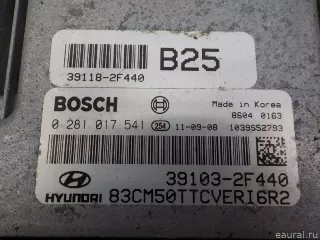 B25
39118-2F440
BOSCH
Made in Korea
8604 0163
0 281 017 541 254 11-09-08 1039S52793
39103-2F440
HYUNDAI 83CM50TTCVERI6R2
eaural.ru